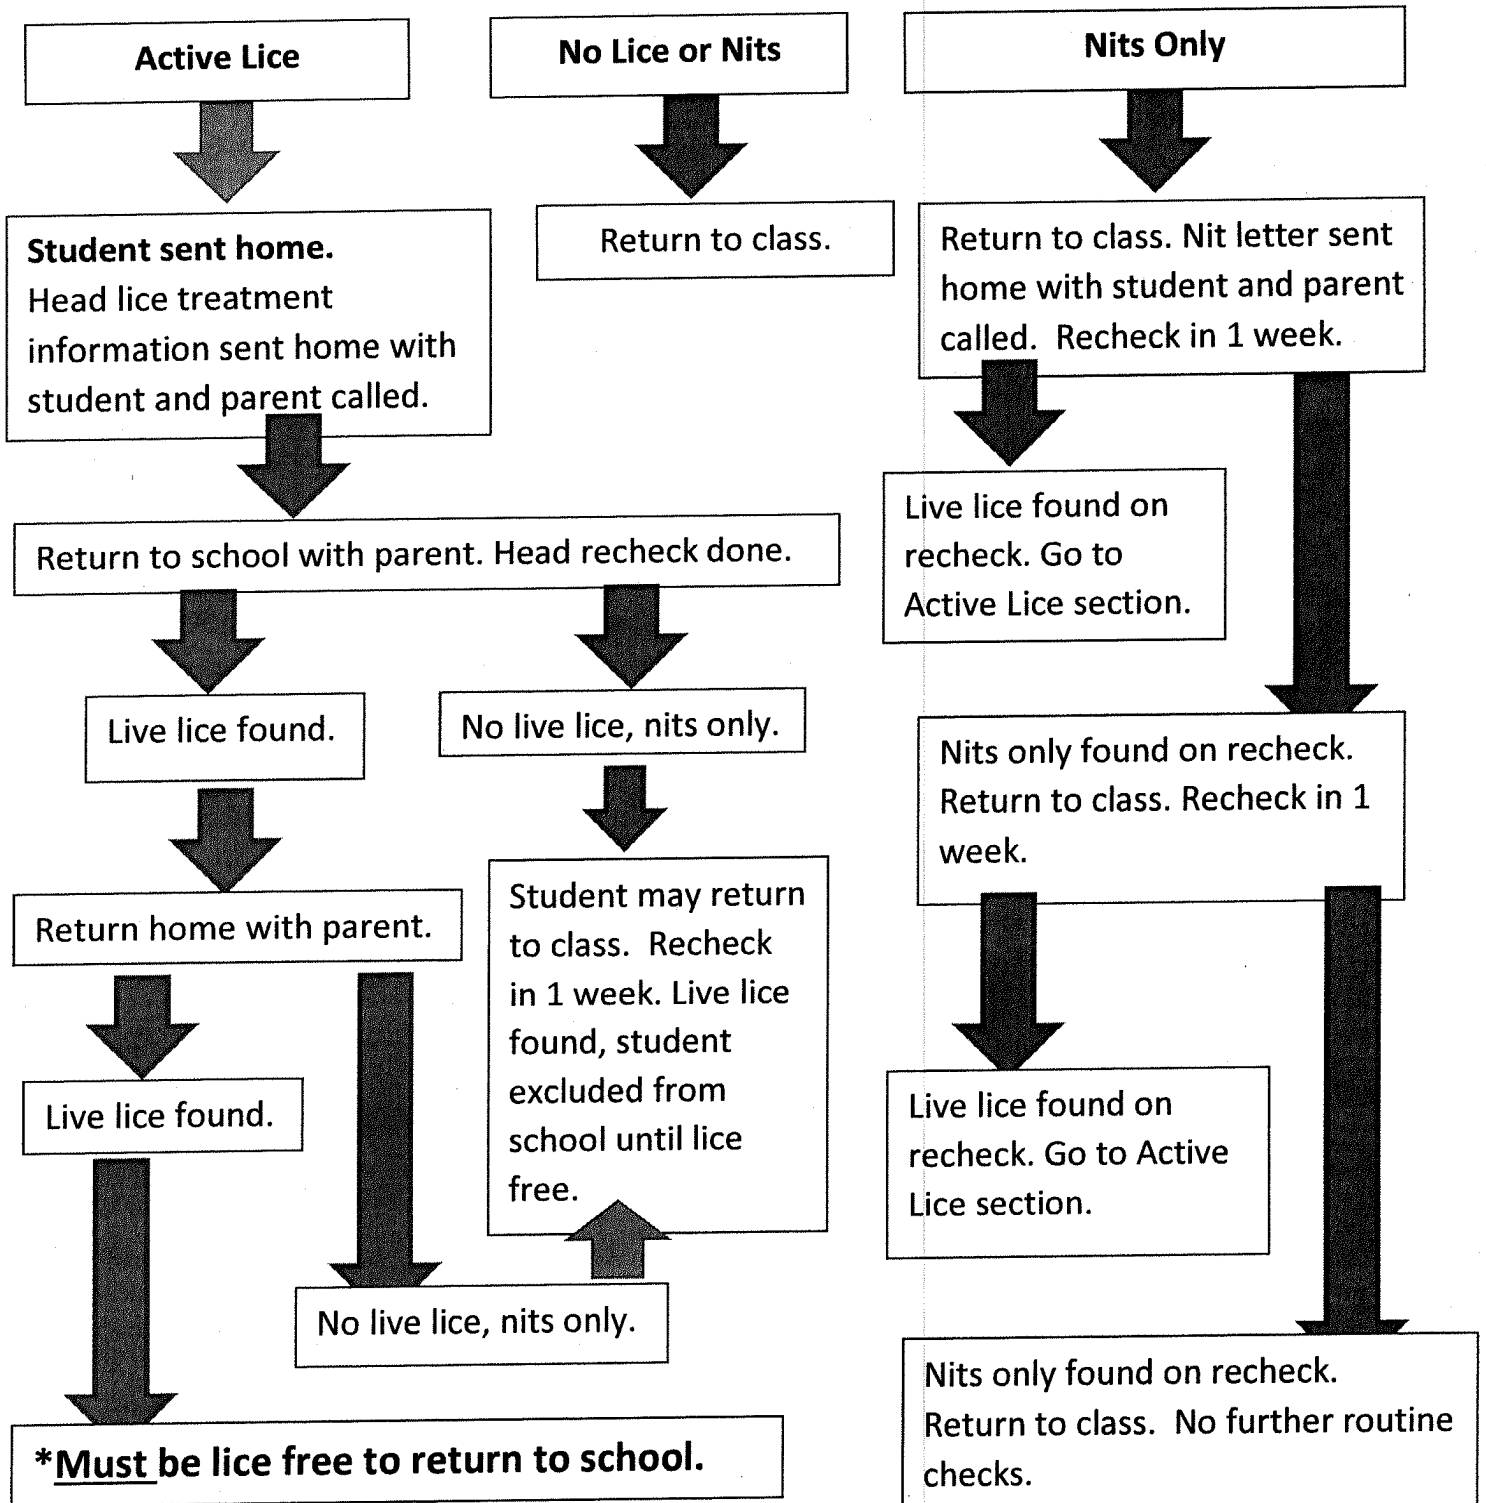 Active Lice
No Lice or Nits
Nits Only
Student sent home.
Head lice treatment
information sent home with
student and parent called.
Return to class.
Return to class. Nit letter sent
home with student and parent
called.  Recheck in 1 week.
Return to school with parent. Head recheck done.
Live lice found on
recheck. Go to
Active Lice section.
Live lice found.
No live lice, nits only.
Nits only found on recheck.
Return to class. Recheck in 1
week.
Return home with parent.
Student may return
to class.  Recheck
in 1 week. Live lice
found, student
excluded from
school until lice
free.
Live lice found.
Live lice found on
recheck. Go to Active
Lice section.
No live lice, nits only.
Nits only found on recheck.
Return to class.  No further routine
checks.
*Must be lice free to return to school.